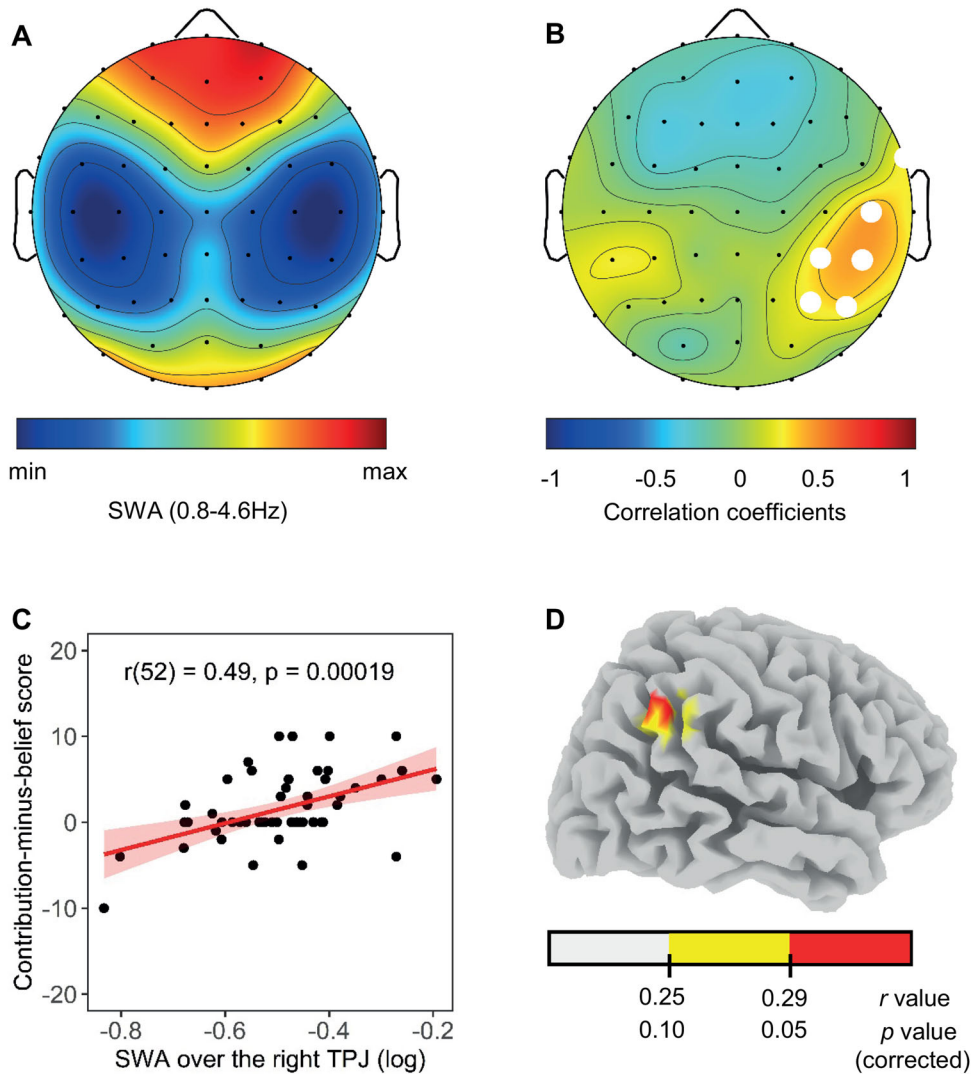 A
B
min
max
SWA (0.8-4.6Hz)
-1
-0.5
0
0.5
1
Correlation coefficients
C
D
r(52) = 0.49, p = 0.00019
Contribution-minus-belief score
20
10
0
-10
-20
-0.8
-0.6
-0.4
-0.2
SWA over the right TPJ (log)
0.25
0.29
r value
0.10
0.05
p value
(corrected)